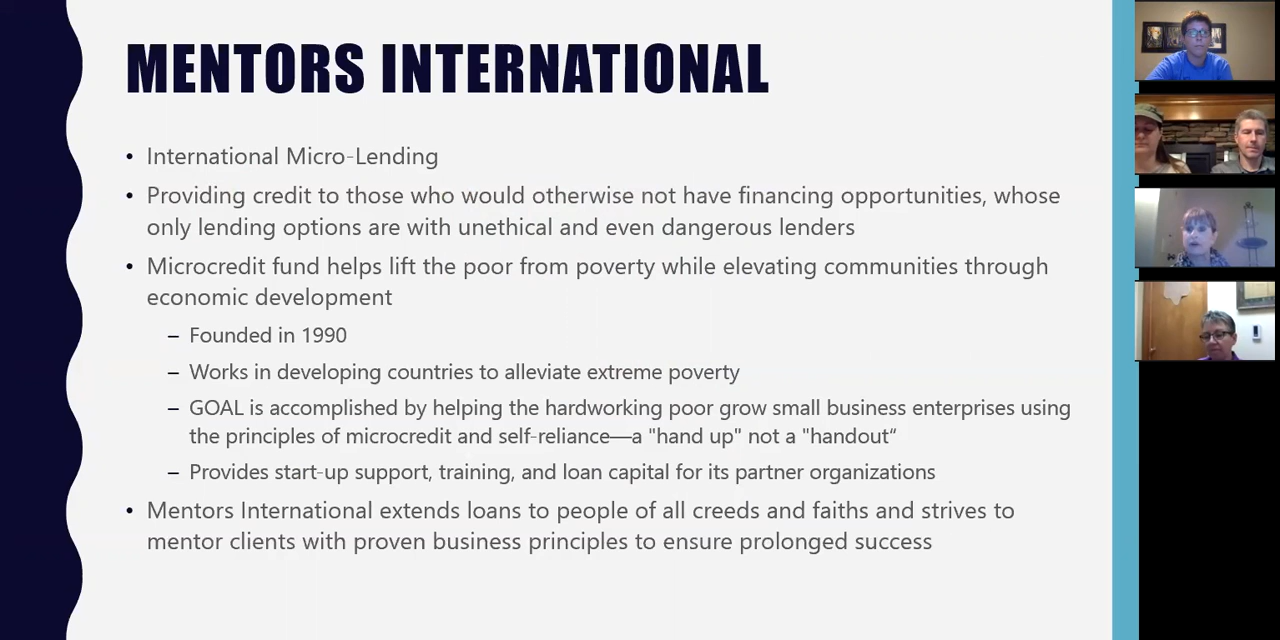 MENTORS INTERNATIONAL
• International Micro-Lending
• Providing credit to those who would otherwise not have financing opportunities, whose
only lending options are with unethical and even dangerous lenders
• Microcredit fund helps lift the poor from poverty while elevating communities through
economic development
– Founded in 1990
– Works in developing countries to alleviate extreme poverty
– GOAL is accomplished by helping the hardworking poor grow small business enterprises using
the principles of microcredit and self-reliance—a "hand up" not a "handout“
– Provides start-up support, training, and loan capital for its partner organizations
• Mentors International extends loans to people of all creeds and faiths and strives to
mentor clients with proven business principles to ensure prolonged success